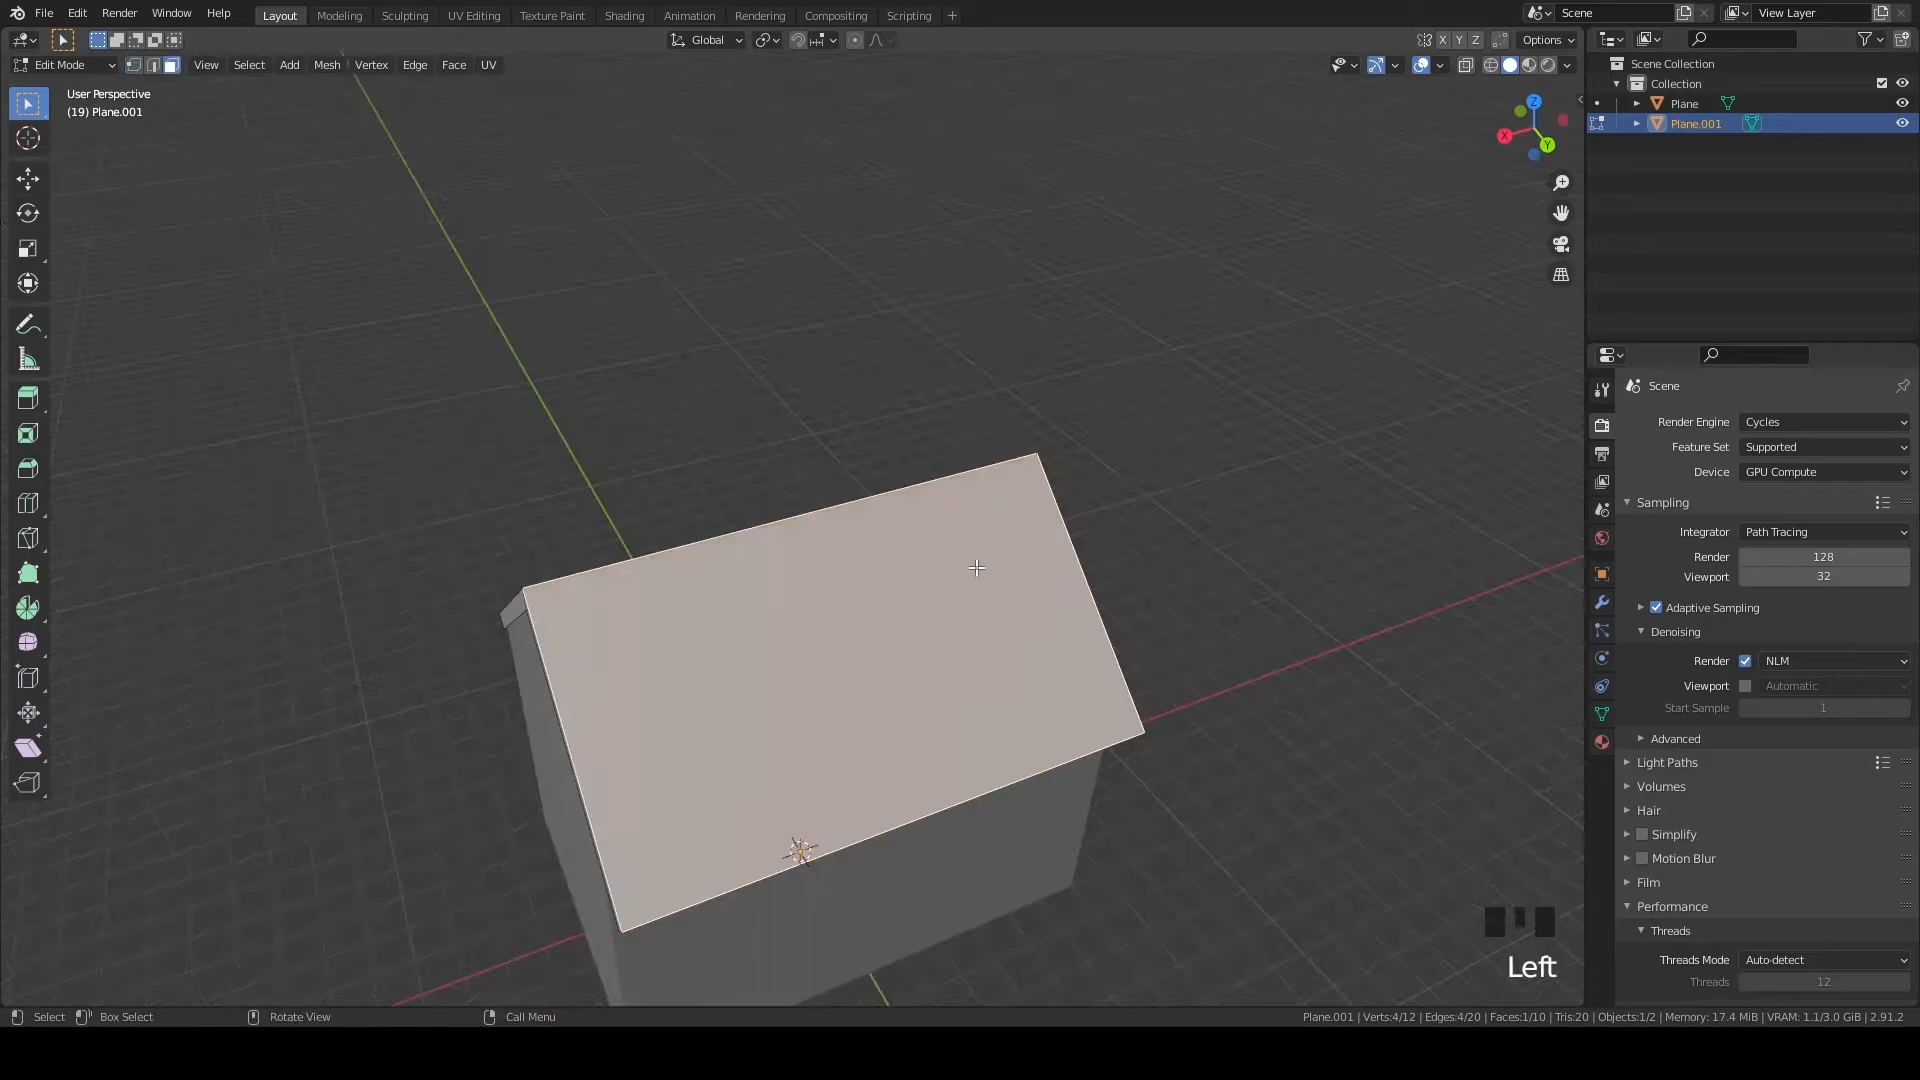 File Edit Render Window Help Layout Modeling Sculpting UV Editing Texture Paint Shading Animation Rendering Compositing Scripting + Scene View Layer
Global X Y Z Options
Edit Mode View Select Add Mesh Vertex Edge Face UV
User Perspective
(19) Plane.001
Z
X
Y
Scene Collection
Collection
Plane
Plane.001
Scene
Render Engine Cycles
Feature Set Supported
Device GPU Compute
Sampling
Integrator Path Tracing
Render 128
Viewport 32
Adaptive Sampling
Denoising
Render NLM
Viewport Automatic
Start Sample 1
Advanced
Light Paths
Volumes
Hair
Simplify
Motion Blur
Film
Performance
Threads
Threads Mode Auto-detect
Threads 12
Left
Select Box Select Rotate View Call Menu Plane.001 | Verts:4/12 | Edges:4/20 | Faces:1/10 | Tris:20 | Objects:1/2 | Memory: 17.4 MiB | VRAM: 1.1/3.0 GiB | 2.91.2